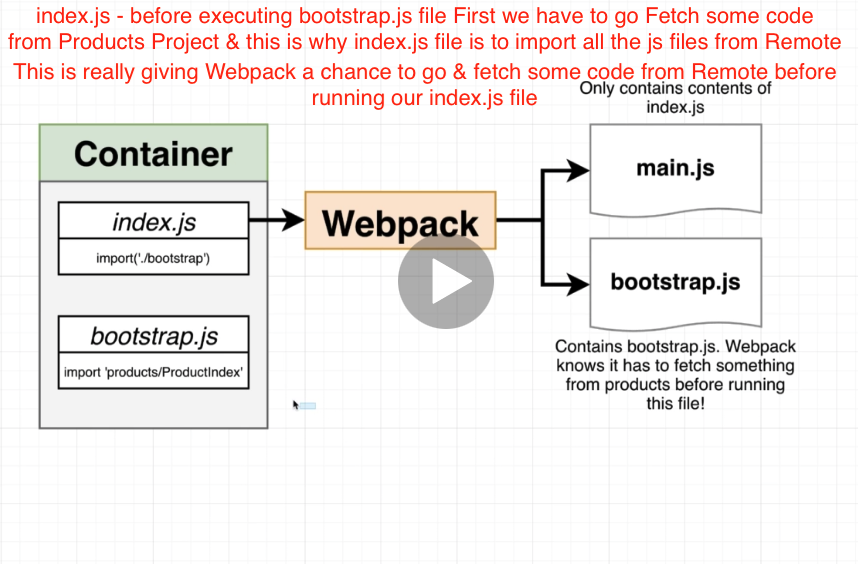 index.js - before executing bootstrap.js file First we have to go Fetch some code
from Products Project & this is why index.js file is to import all the js files from Remote
This is really giving Webpack a chance to go & fetch some code from Remote before
running our index.js file
Only contains contents of
index.js
Container
main.js
index.js
Webpack
import('./bootstrap')
bootstrap.js
bootstrap.js
import 'products/ProductIndex'
Contains bootstrap.js. Webpack
knows it has to fetch something
from products before running
this file!